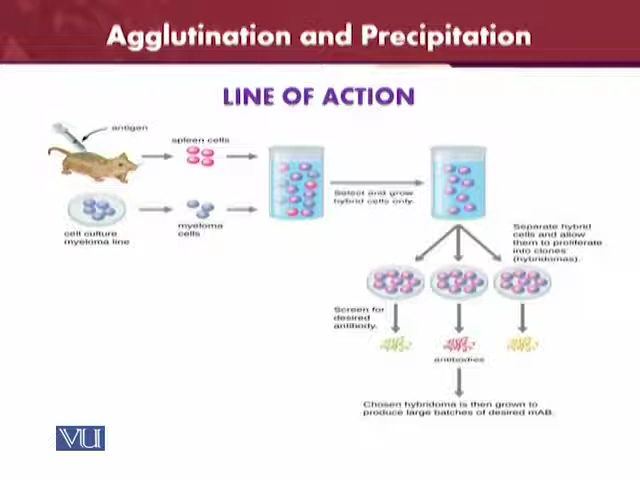 Agglutination and Precipitation
LINE OF ACTION
antigen
spleen cells
cell culture
myeloma line
myeloma
cells
Select and grow
hybrid cells only.
Separate hybrid
cells and allow
them to proliferate
into clones
(hybridomas).
Screen for
desired
antibody.
antibodies
Chosen hybridoma is then grown to
produce large batches of desired mAB.
VU